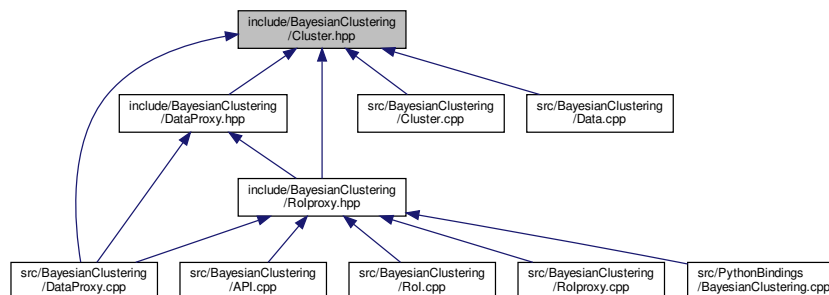 include/BayesianClustering
/Cluster.hpp
include/BayesianClustering
/DataProxy.hpp
src/BayesianClustering
/Cluster.cpp
src/BayesianClustering
/Data.cpp
include/BayesianClustering
/RoIproxy.hpp
src/BayesianClustering
/DataProxy.cpp
src/BayesianClustering
/API.cpp
src/BayesianClustering
/RoI.cpp
src/BayesianClustering
/RoIproxy.cpp
src/PythonBindings
/BayesianClustering.cpp